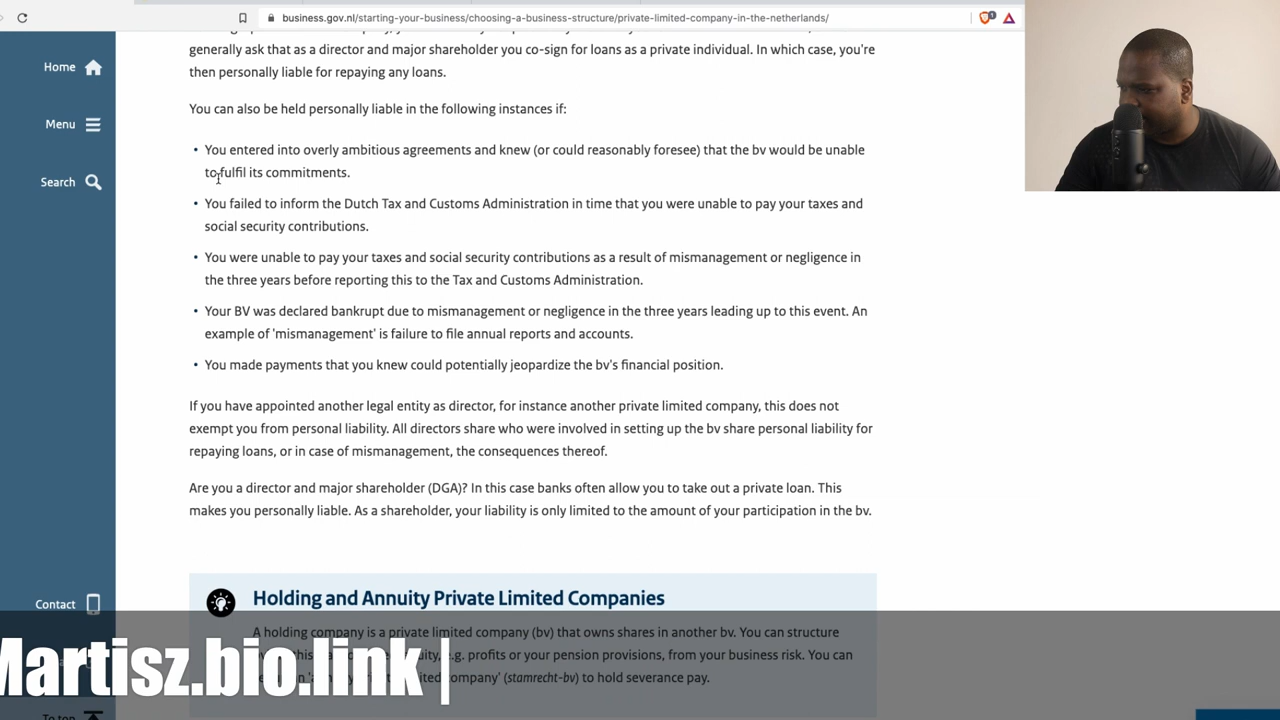 business.gov.nl/starting-your-business/choosing-a-business-structure/private-limited-company-in-the-netherlands/
1
Home
Menu
Search
generally ask that as a director and major shareholder you co-sign for loans as a private individual. In which case, you're
then personally liable for repaying any loans.
You can also be held personally liable in the following instances if:
• You entered into overly ambitious agreements and knew (or could reasonably foresee) that the bv would be unable
to fulfil its commitments.
• You failed to inform the Dutch Tax and Customs Administration in time that you were unable to pay your taxes and
social security contributions.
• You were unable to pay your taxes and social security contributions as a result of mismanagement or negligence in
the three years before reporting this to the Tax and Customs Administration.
• Your BV was declared bankrupt due to mismanagement or negligence in the three years leading up to this event. An
example of 'mismanagement' is failure to file annual reports and accounts.
• You made payments that you knew could potentially jeopardize the bv's financial position.
If you have appointed another legal entity as director, for instance another private limited company, this does not
exempt you from personal liability. All directors share who were involved in setting up the bv share personal liability for
repaying loans, or in case of mismanagement, the consequences thereof.
Are you a director and major shareholder (DGA)? In this case banks often allow you to take out a private loan. This
makes you personally liable. As a shareholder, your liability is only limited to the amount of your participation in the bv.
Holding and Annuity Private Limited Companies
A holding company is a private limited company (bv) that owns shares in another bv. You can structure
e.g. profits or your pension provisions, from your business risk. You can
company' (stamrecht-bv) to hold severance pay.
Contact
To top
Martisz.bio.link |